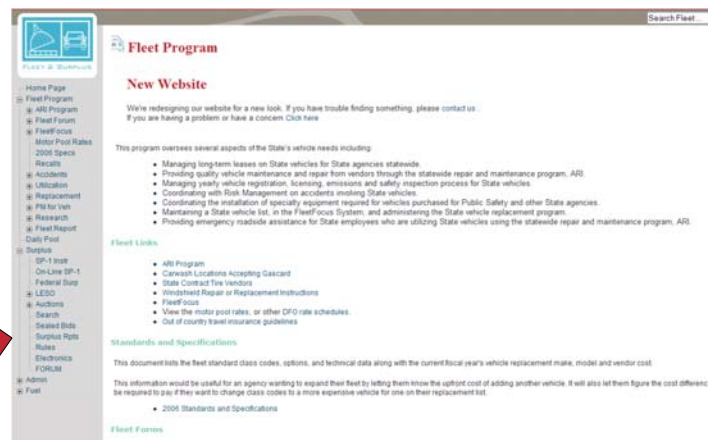 Search Fleet...
FLEET & SURPLUS
Home Page
Fleet Program
ARI Program
Fleet Forum
FleetFocus
Motor Pool Rates
2006 Specs
Recalls
Accidents
Utilization
Replacement
PM for Veh
Research
Fleet Report
Daily Pool
Surplus
SP-1 Instr
On-Line SP-1
Federal Surp
LESO
Auctions
Search
Sealed Bids
Surplus Rpts
Rules
Electronics
FORUM
Admin
Fuel
Fleet Program
New Website
We're redesigning our website for a new look. If you have trouble finding something, please contact us .
If you are having a problem or have a concern Click here
This program oversees several aspects of the State's vehicle needs including:
Managing long-term leases on State vehicles for State agencies statewide.
Providing quality vehicle maintenance and repair from vendors through the statewide repair and maintenance program, ARI.
Managing yearly vehicle registration, licensing, emissions and safety inspection process for State vehicles.
Coordinating with Risk Management on accidents involving State vehicles.
Coordinating the installation of specialty equipment required for vehicles purchased for Public Safety and other State agencies.
Maintaining a State vehicle list, in the FleetFocus System, and administering the State vehicle replacement program.
Providing emergency roadside assistance for State employees who are utilizing State vehicles using the statewide repair and maintenance program, ARI.
Fleet Links
ARI Program
Carwash Locations Accepting Gascard
State Contract Tire Vendors
Windshield Repair or Replacement Instructions
FleetFocus
View the motor pool rates, or other DFO rate schedules.
Out of country travel insurance guidelines
Standards and Specifications
This document lists the fleet standard class codes, options, and technical data along with the current fiscal year's vehicle replacement make, model and vendor cost.
This information would be useful for an agency wanting to expand their fleet by letting them know the upfront cost of adding another vehicle. It will also let them figure the cost differenc
be required to pay if they want to change class codes to a more expensive vehicle for one on their replacement list.
2006 Standards and Specifications
Fleet Forms